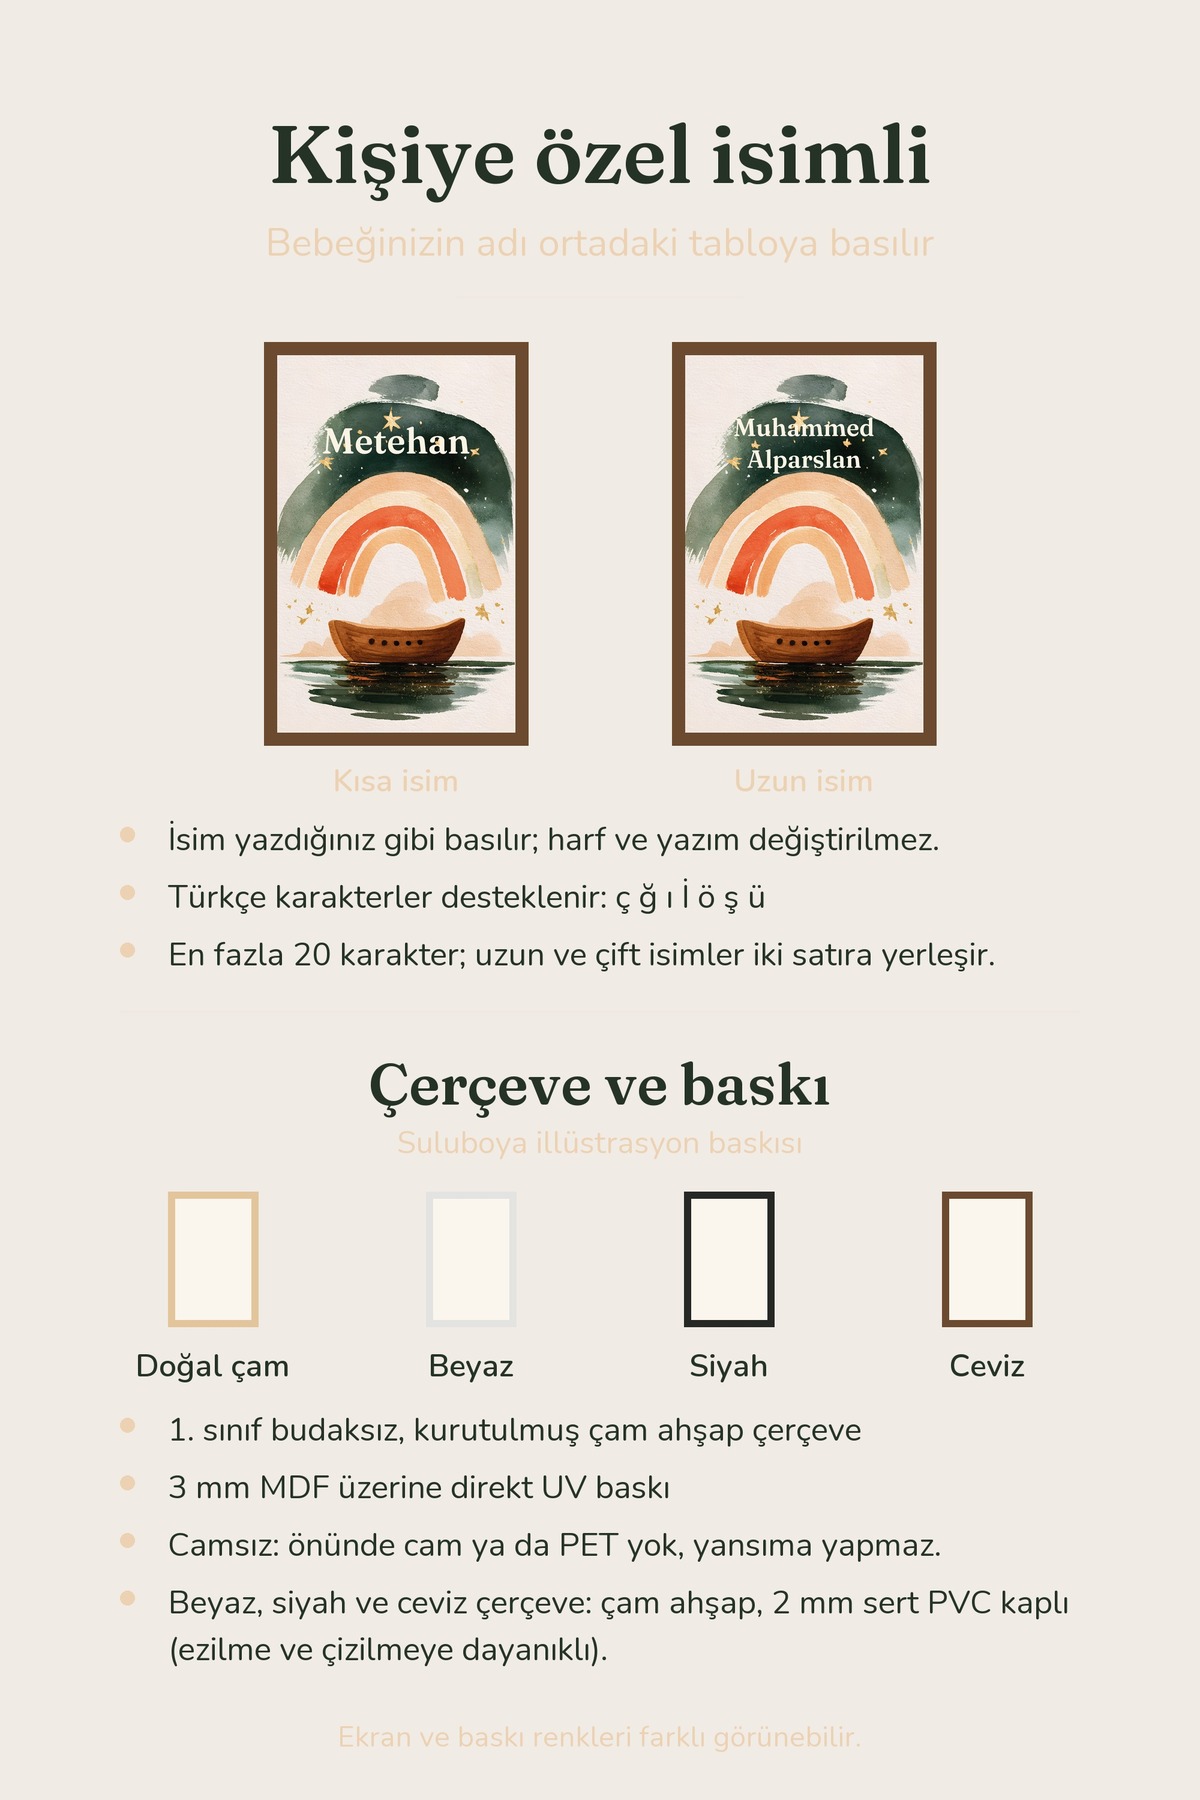 Kişiye özel isimli
Bebeğinizin adı ortadaki tabloya basılır
Metehan
Muhammed
Alparslan
Kısa isim
Uzun isim
İsim yazdığınız gibi basılır; harf ve yazım değiştirilmez.
Türkçe karakterler desteklenir: ç ğ ı İ ö ş ü
En fazla 20 karakter; uzun ve çift isimler iki satıra yerleşir.
Çerçeve ve baskı
Suluboya illüstrasyon baskısı
Doğal çam
Beyaz
Siyah
Ceviz
1. sınıf budaksız, kurutulmuş çam ahşap çerçeve
3 mm MDF üzerine direkt UV baskı
Camsız: önünde cam ya da PET yok, yansıma yapmaz.
Beyaz, siyah ve ceviz çerçeve: çam ahşap, 2 mm sert PVC kaplı
(ezilme ve çizilmeye dayanıklı).
Ekran ve baskı renkleri farklı görünebilir.